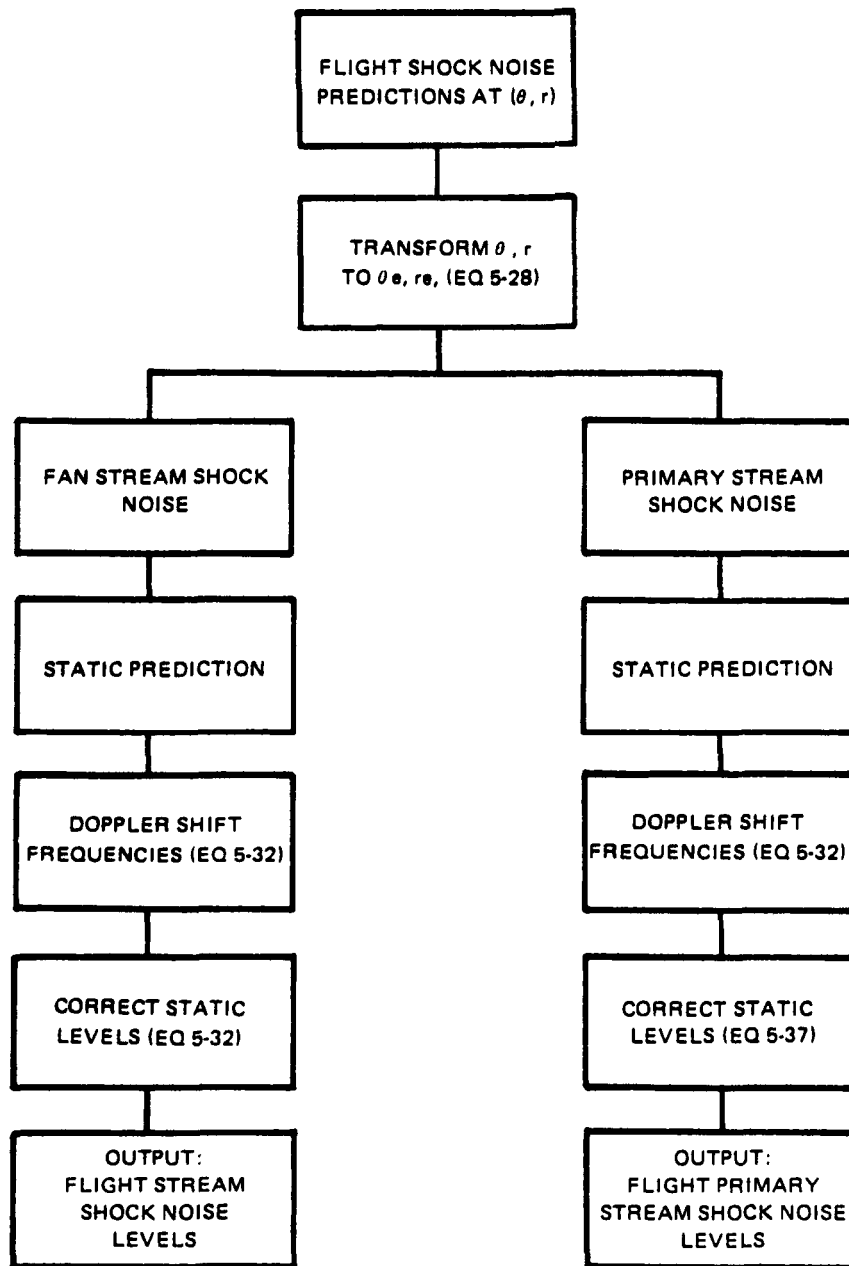 FLIGHT SHOCK NOISE
PREDICTIONS AT (θ, r)
TRANSFORM θ, r
TO θe, re, (EQ 5-28)
FAN STREAM SHOCK
NOISE
STATIC PREDICTION
DOPPLER SHIFT
FREQUENCIES (EQ 5-32)
CORRECT STATIC
LEVELS (EQ 5-32)
OUTPUT:
FLIGHT STREAM
SHOCK NOISE
LEVELS
PRIMARY STREAM
SHOCK NOISE
STATIC PREDICTION
DOPPLER SHIFT
FREQUENCIES (EQ 5-32)
CORRECT STATIC
LEVELS (EQ 5-37)
OUTPUT:
FLIGHT PRIMARY
STREAM SHOCK NOISE
LEVELS